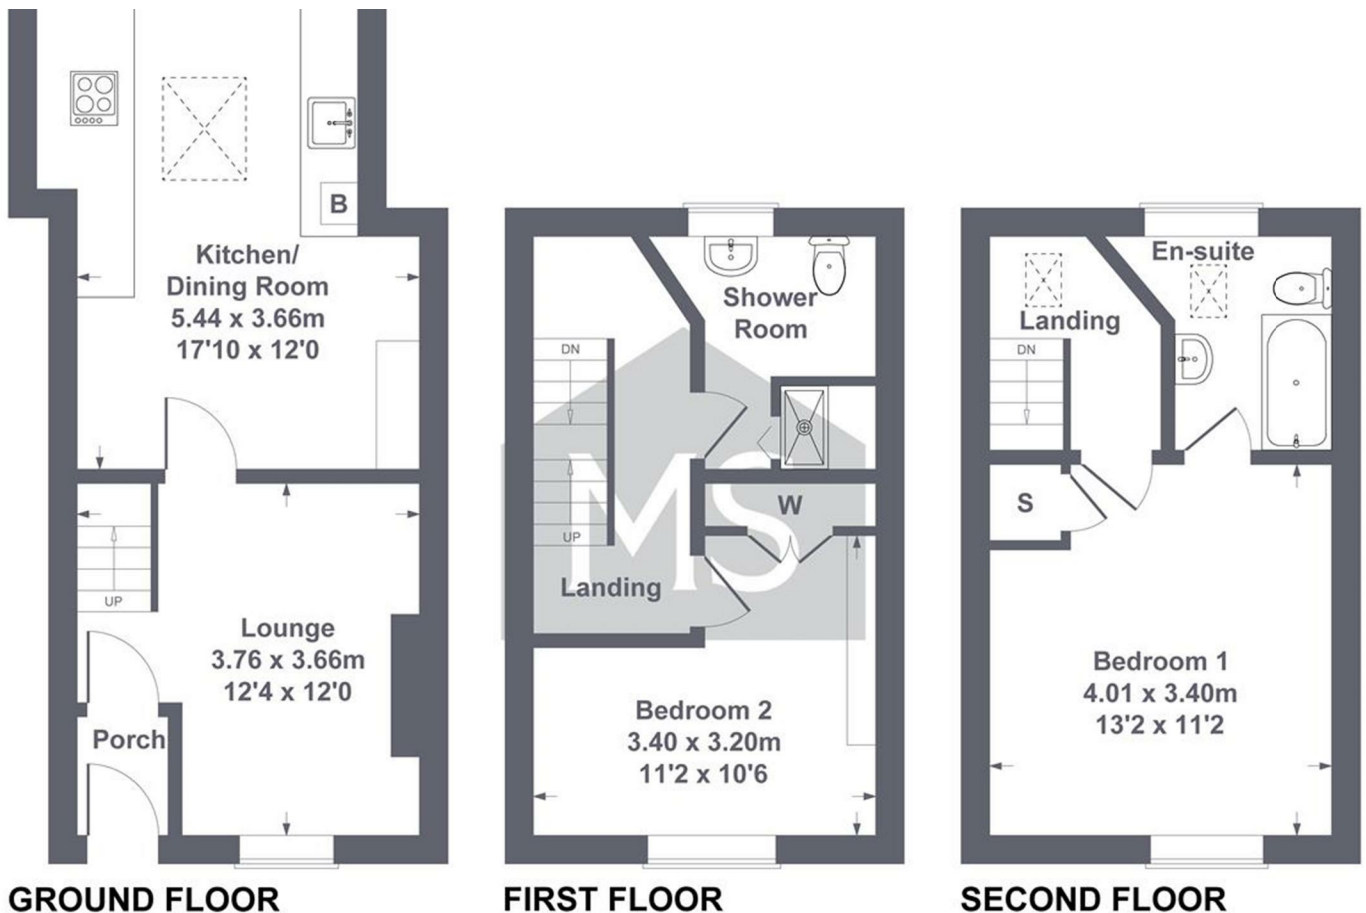 B
Kitchen/
Dining Room
5.44 x 3.66m
17'10 x 12'0
UP
Lounge
3.76 x 3.66m
12'4 x 12'0
Porch
GROUND FLOOR
Shower
Room
DN
MS
W
UP
Landing
Bedroom 2
3.40 x 3.20m
11'2 x 10'6
FIRST FLOOR
En-suite
Landing
DN
S
Bedroom 1
4.01 x 3.40m
13'2 x 11'2
SECOND FLOOR